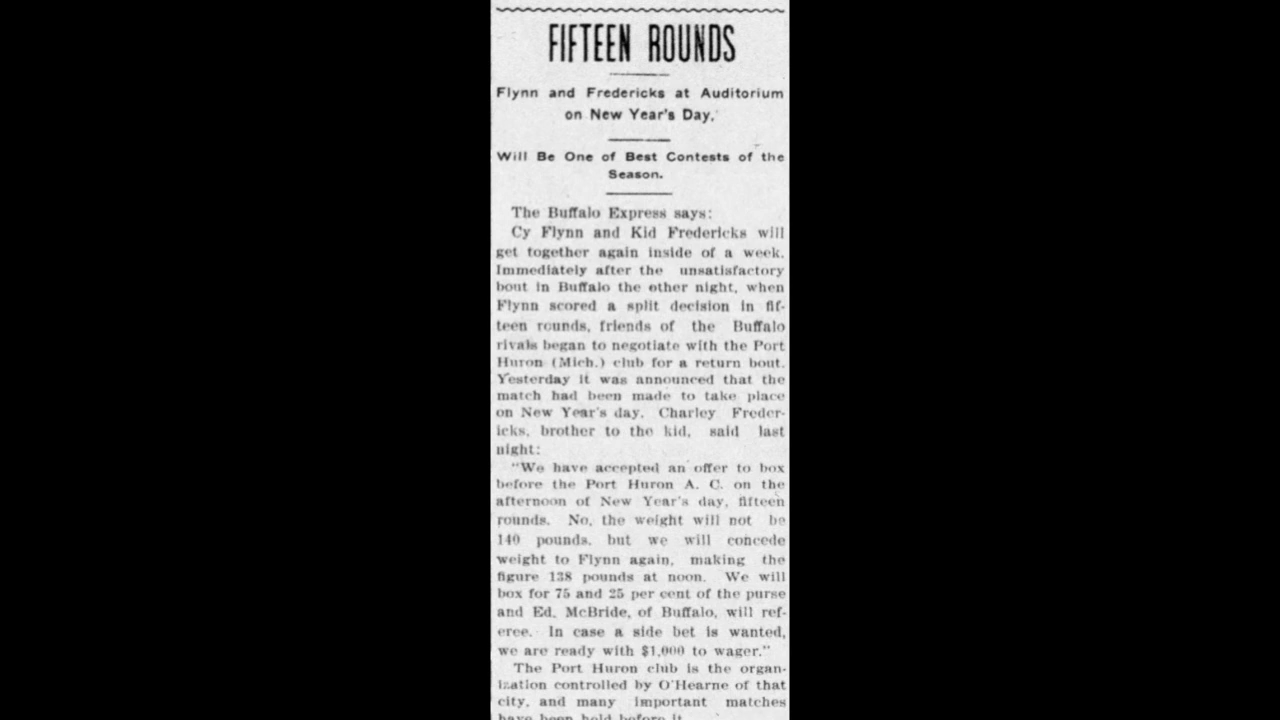 FIFTEEN ROUNDS
Flynn and Fredericks at Auditorium
on New Year's Day.
Will Be One of Best Contests of the
Season.
The Buffalo Express says:
Cy Flynn and Kid Fredericks will
get together again inside of a week.
Immediately after the unsatisfactory
bout in Buffalo the other night, when
Flynn scored a split decision in fif-
teen rounds, friends of the Buffalo
rivals began to negotiate with the Port
Huron (Mich.) club for a return bout.
Yesterday it was announced that the
match had been made to take place
on New Year's day. Charley Freder-
icks, brother to the kid, said last
night:
"We have accepted an offer to box
before the Port Huron A. C. on the
afternoon of New Year's day, fifteen
rounds. No, the weight will not be
140 pounds, but we will concede
weight to Flynn again, making the
figure 138 pounds at noon. We will
box for 75 and 25 per cent of the purse
and Ed. McBride, of Buffalo, will ref-
eree. In case a side bet is wanted,
we are ready with $1,000 to wager."
The Port Huron club is the organ-
ization controlled by O'Hearne of that
city, and many important matches
have been held before it.